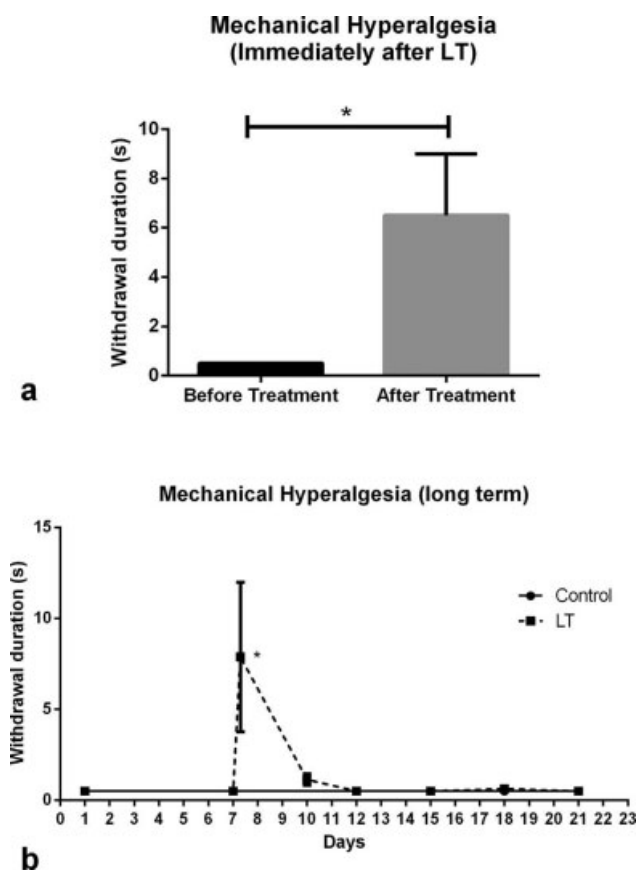 Mechanical Hyperalgesia
(Immediately after LT)
*
Withdrawal duration (s)
10
8
6
4
2
0
Before Treatment After Treatment
a
Mechanical Hyperalgesia (long term)
Withdrawal duration (s)
15
10
5
0
*
Control
LT
0 1 2 3 4 5 6 7 8 10 11 12 13 14 15 16 17 18 19 20 21 22 23
Days
b